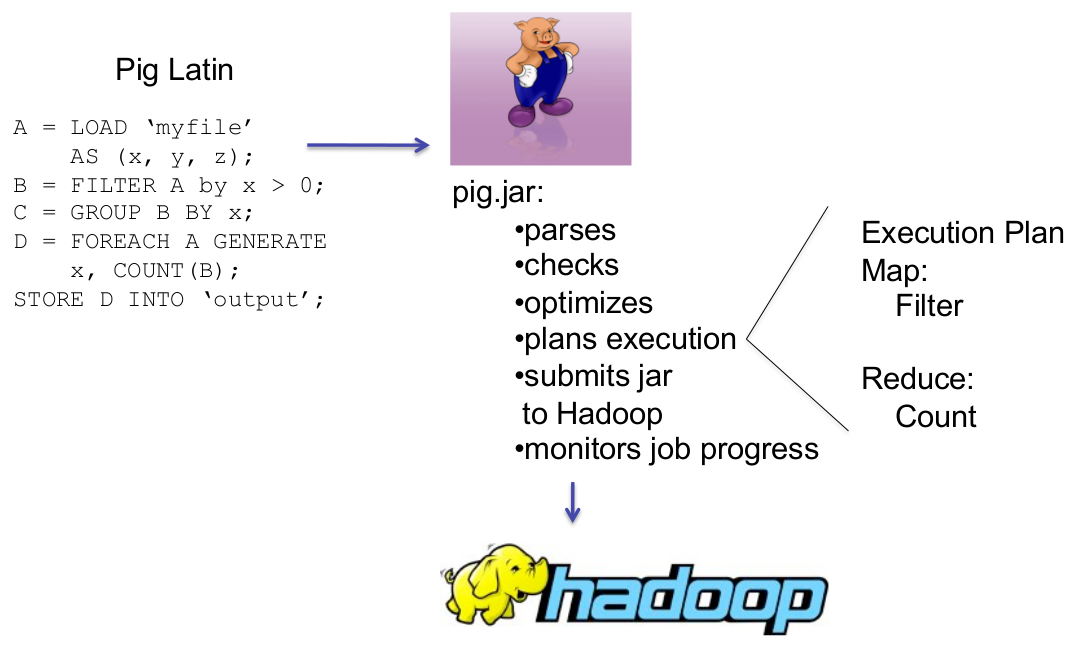 Pig Latin
A = LOAD ‘myfile’
AS (x, y, z);
B = FILTER A by x > 0;
C = GROUP B BY x;
D = FOREACH A GENERATE
x, COUNT(B);
STORE D INTO ‘output’;
pig.jar:
•parses
•checks
•optimizes
•plans execution
•submits jar
to Hadoop
•monitors job progress
Execution Plan
Map:
Filter
Reduce:
Count
hadoop